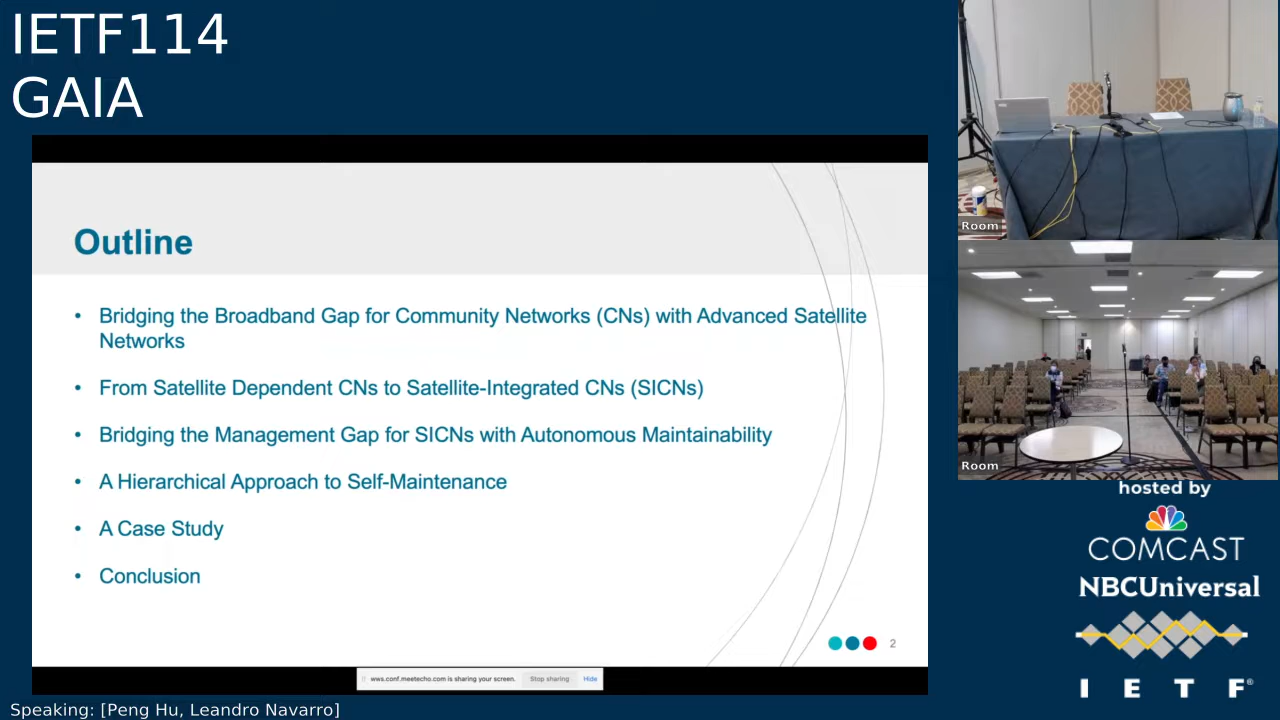 IETF114
GAIA
Outline
• Bridging the Broadband Gap for Community Networks (CNs) with Advanced Satellite
Networks
• From Satellite Dependent CNs to Satellite-Integrated CNs (SICNs)
• Bridging the Management Gap for SICNs with Autonomous Maintainability
• A Hierarchical Approach to Self-Maintenance
• A Case Study
• Conclusion
2
wws.conf.meetecho.com is sharing your screen. Stop sharing Hide
Room
Room
hosted by
COMCAST
NBCUniversal
I E T F®
Speaking: [Peng Hu, Leandro Navarro]